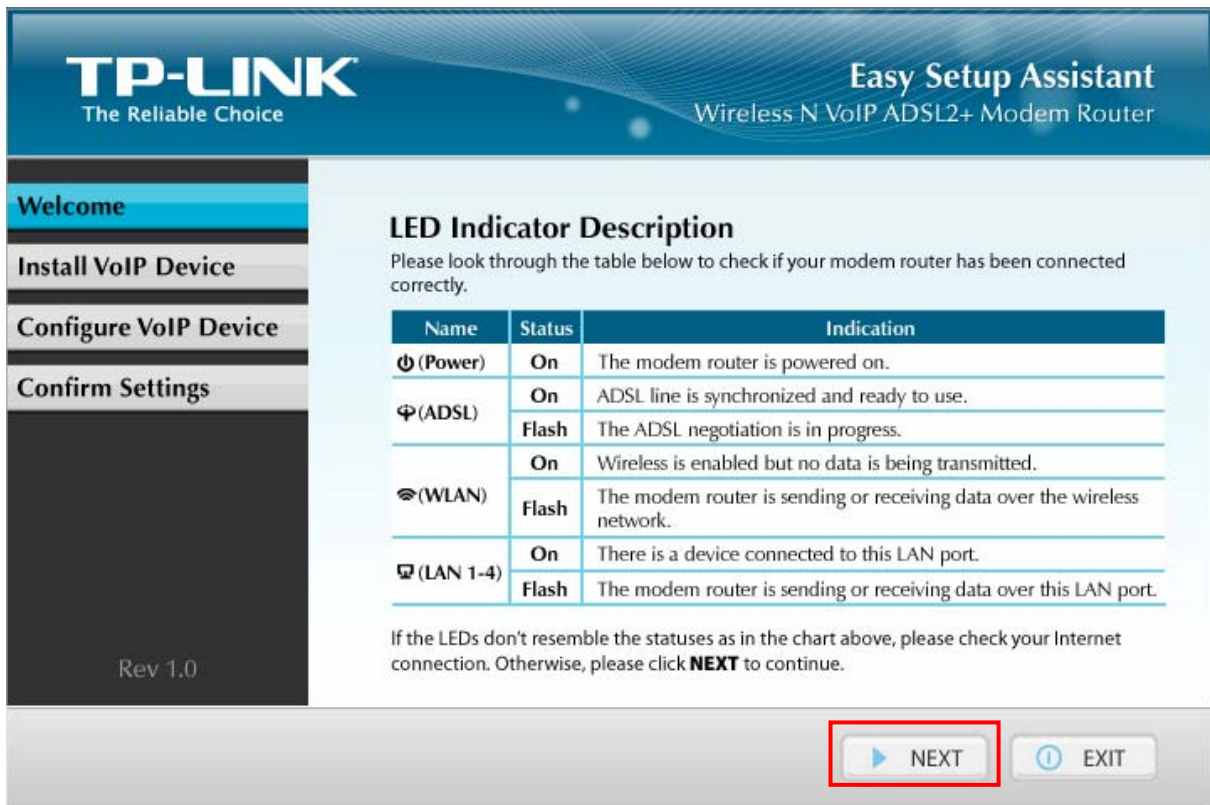 TP-LINK
The Reliable Choice
Easy Setup Assistant
Wireless N VoIP ADSL2+ Modem Router
Welcome
Install VoIP Device
Configure VoIP Device
Confirm Settings
Rev 1.0
LED Indicator Description
Please look through the table below to check if your modem router has been connected
correctly.
Name Status Indication
(Power) On The modem router is powered on.
(ADSL) On ADSL line is synchronized and ready to use.
Flash The ADSL negotiation is in progress.
(WLAN) On Wireless is enabled but no data is being transmitted.
Flash The modem router is sending or receiving data over the wireless
network.
(LAN 1-4) On There is a device connected to this LAN port.
Flash The modem router is sending or receiving data over this LAN port.
If the LEDs don't resemble the statuses as in the chart above, please check your Internet
connection. Otherwise, please click NEXT to continue.
NEXT EXIT